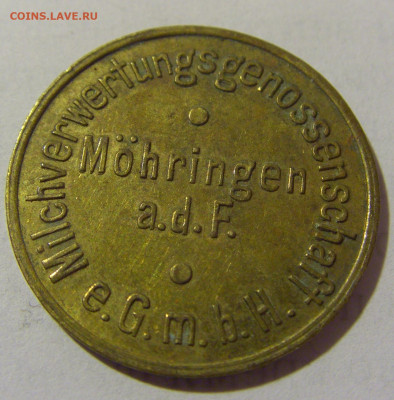 COINS.LAVE.RU
Milchverwertungsgenossenschaft
Möhringen
a.d.F.
e.G.m.b.H.